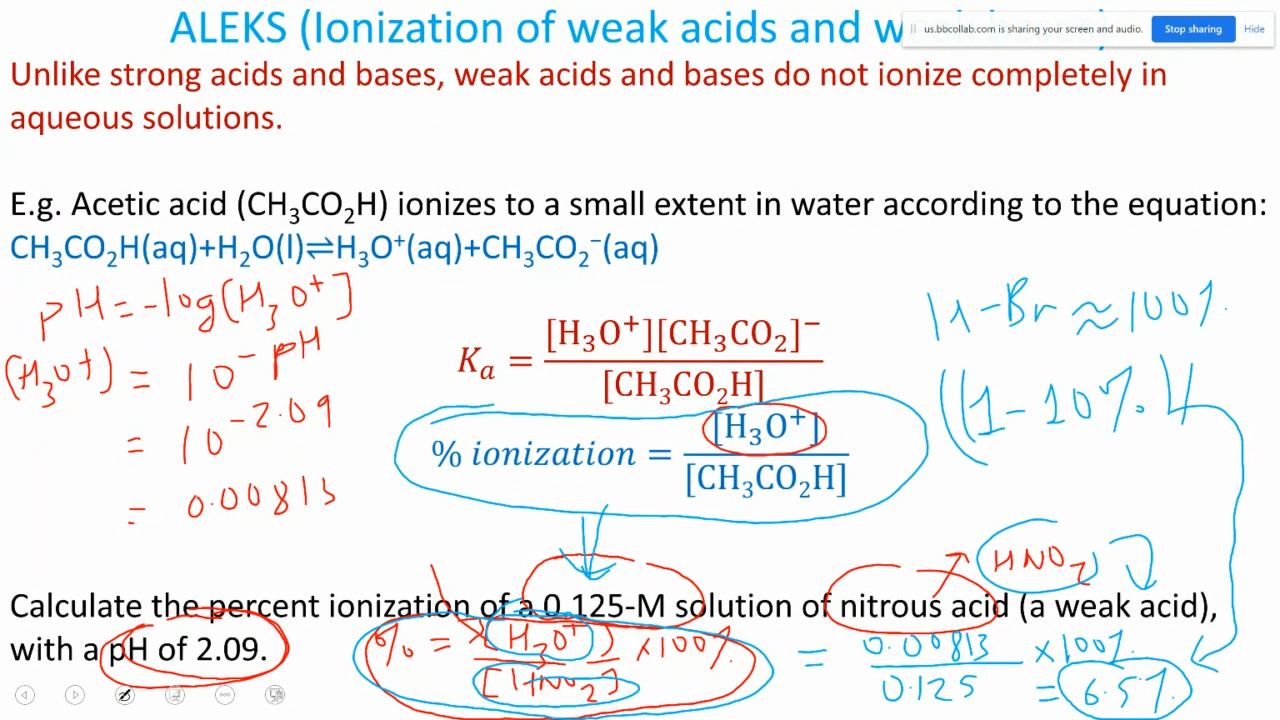 ALEKS (Ionization of weak acids and w
us.bbcollab.com is sharing your screen and audio. Stop sharing Hide
Unlike strong acids and bases, weak acids and bases do not ionize completely in
aqueous solutions.
E.g. Acetic acid (CH₃CO₂H) ionizes to a small extent in water according to the equation:
CH₃CO₂H(aq)+H₂O(l)⇌H₃O⁺(aq)+CH₃CO₂⁻(aq)
pH = -log[H₃O⁺]
[H₃O⁺] = 10^-pH
= 10^-2.09
= 0.00813
Kₐ = [H₃O⁺][CH₃CO₂]⁻ / [CH₃CO₂H]
% ionization = [H₃O⁺] / [CH₃CO₂H]
H-Br ≈ 100%.
1-10%.
HNO₂
Calculate the percent ionization of a 0.125-M solution of nitrous acid (a weak acid),
with a pH of 2.09.
% = [H₃O⁺] / [HNO₂] × 100%.
= 0.00813 / 0.125 × 100%
= 6.5%